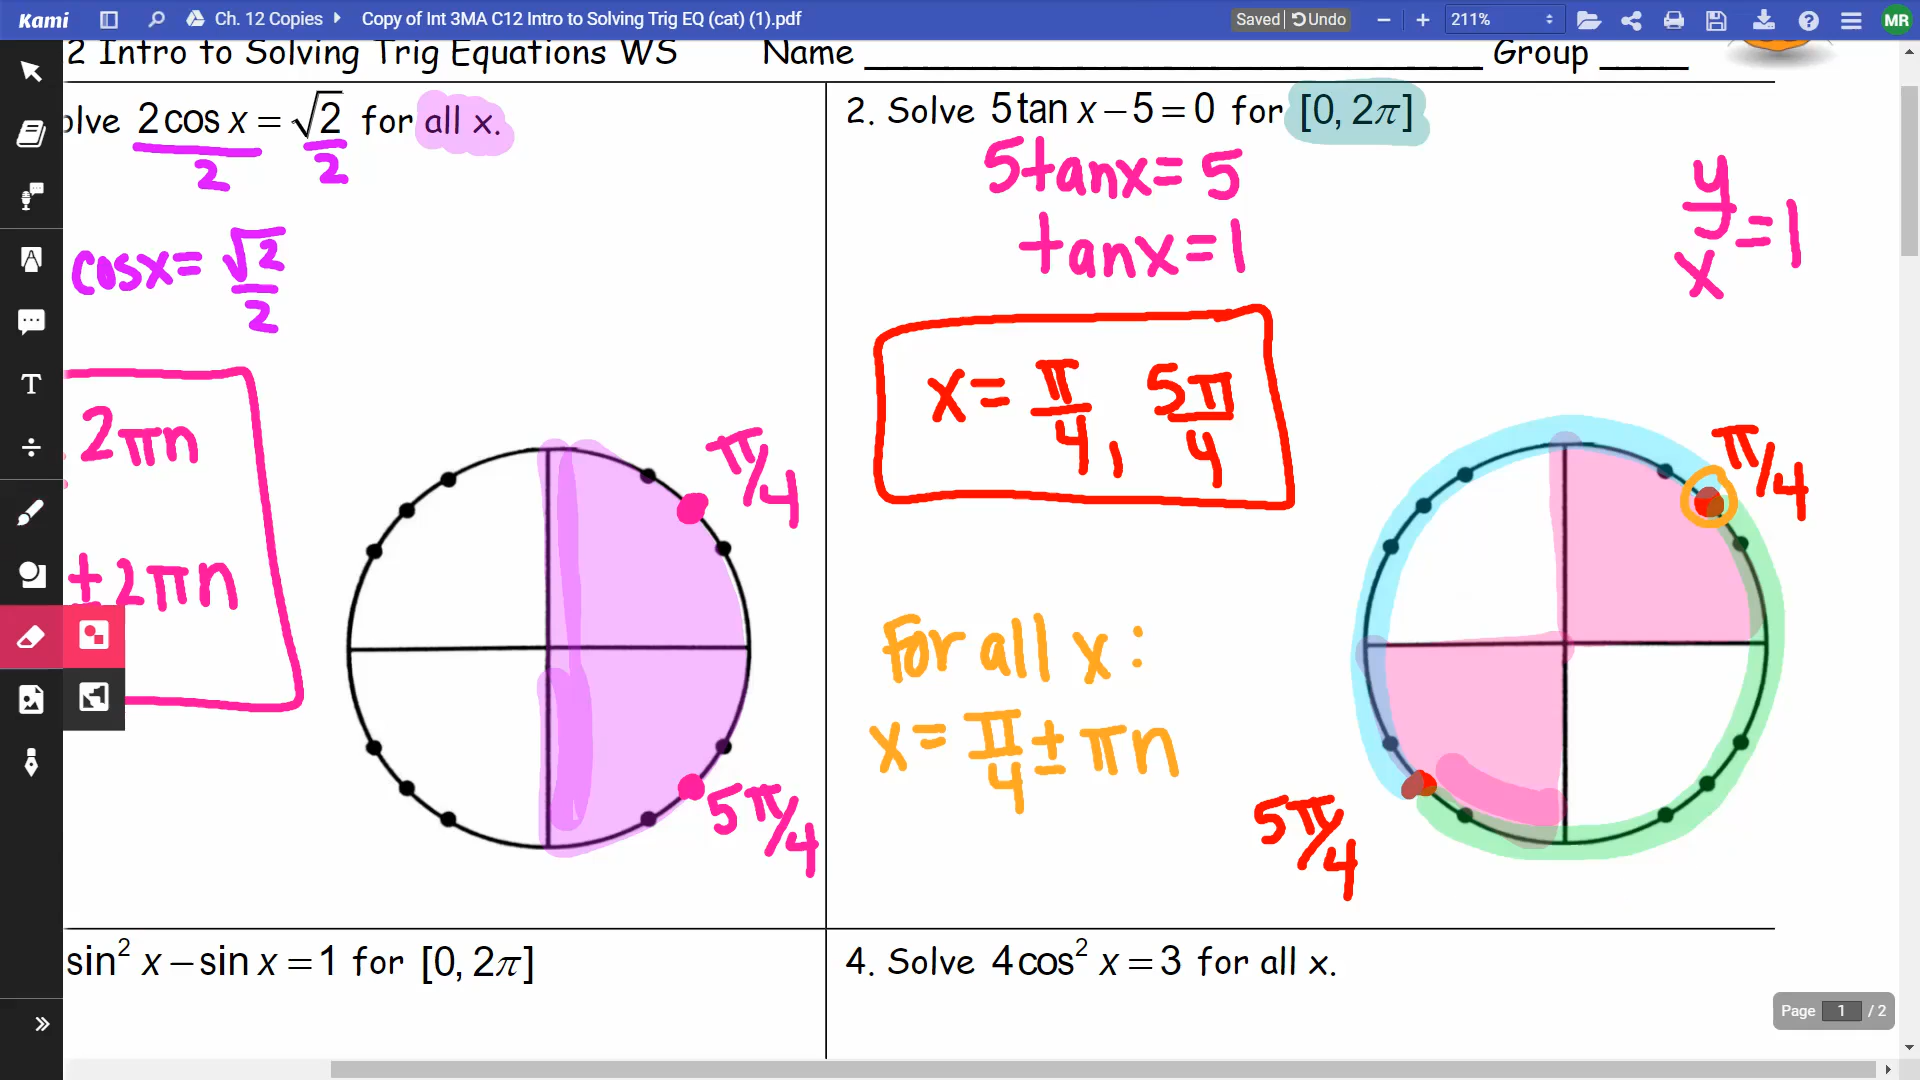 Kami Ch. 12 Copies Copy of Int 3MA C12 Intro to Solving Trig EQ (cat) (1).pdf Saved Undo 211% MR
2 Intro to Solving Trig Equations WS Name Group
olve 2cos x = √2 for all x.
2 2
cosx = √2/2
2πn
± 2πn
π/4
5π/4
2. Solve 5tan x − 5 = 0 for [0, 2π]
5tanx = 5
tanx = 1
y/x = 1
x = π/4, 5π/4
π/4
For all x:
x = π/4 ± πn
5π/4
sin² x − sin x = 1 for [0, 2π]
4. Solve 4cos² x = 3 for all x.
Page 1 / 2